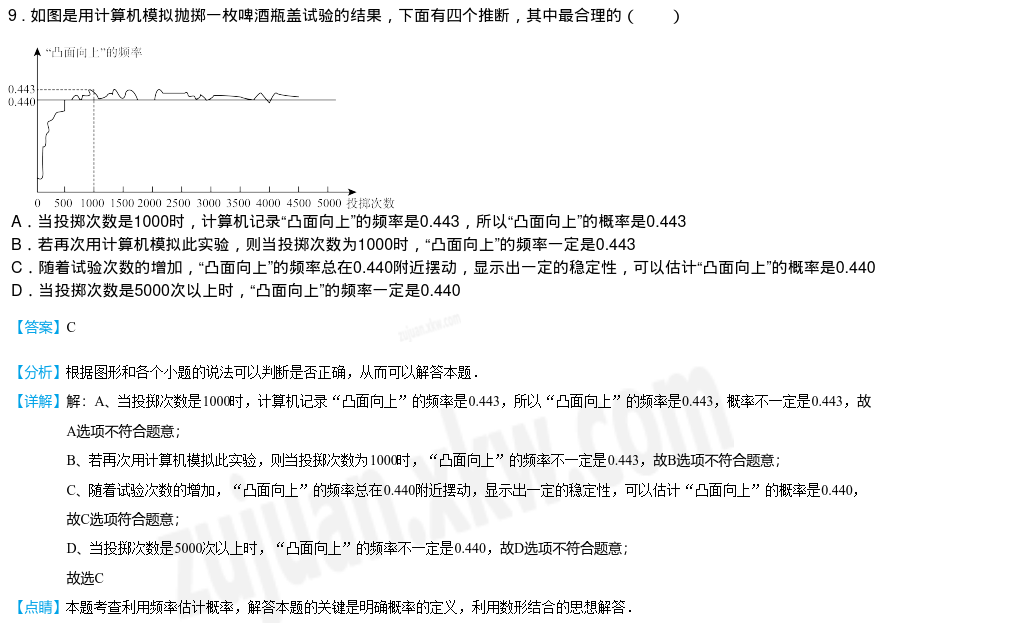 9．如图是用计算机模拟抛掷一枚啤酒瓶盖试验的结果，下面有四个推断，其中最合理的（　　）
“凸面向上”的频率
0.443
0.440
0 500 1000 1500 2000 2500 3000 3500 4000 4500 5000 投掷次数
A．当投掷次数是1000时，计算机记录“凸面向上”的频率是0.443，所以“凸面向上”的概率是0.443
B．若再次用计算机模拟此实验，则当投掷次数为1000时，“凸面向上”的频率一定是0.443
C．随着试验次数的增加，“凸面向上”的频率总在0.440附近摆动，显示出一定的稳定性，可以估计“凸面向上”的概率是0.440
D．当投掷次数是5000次以上时，“凸面向上”的频率一定是0.440
【答案】C
zujuan.xkw.com
【分析】根据图形和各个小题的说法可以判断是否正确，从而可以解答本题．
【详解】解：A、当投掷次数是1000时，计算机记录“凸面向上”的频率是0.443，所以“凸面向上”的频率是0.443，概率不一定是0.443，故
A选项不符合题意；
B、若再次用计算机模拟此实验，则当投掷次数为1000时，“凸面向上”的频率不一定是0.443，故B选项不符合题意；
C、随着试验次数的增加，“凸面向上”的频率总在0.440附近摆动，显示出一定的稳定性，可以估计“凸面向上”的概率是0.440，
故C选项符合题意；
D、当投掷次数是5000次以上时，“凸面向上”的频率不一定是0.440，故D选项不符合题意；
故选C
【点睛】本题考查利用频率估计概率，解答本题的关键是明确概率的定义，利用数形结合的思想解答．
zujuan.xkw.com